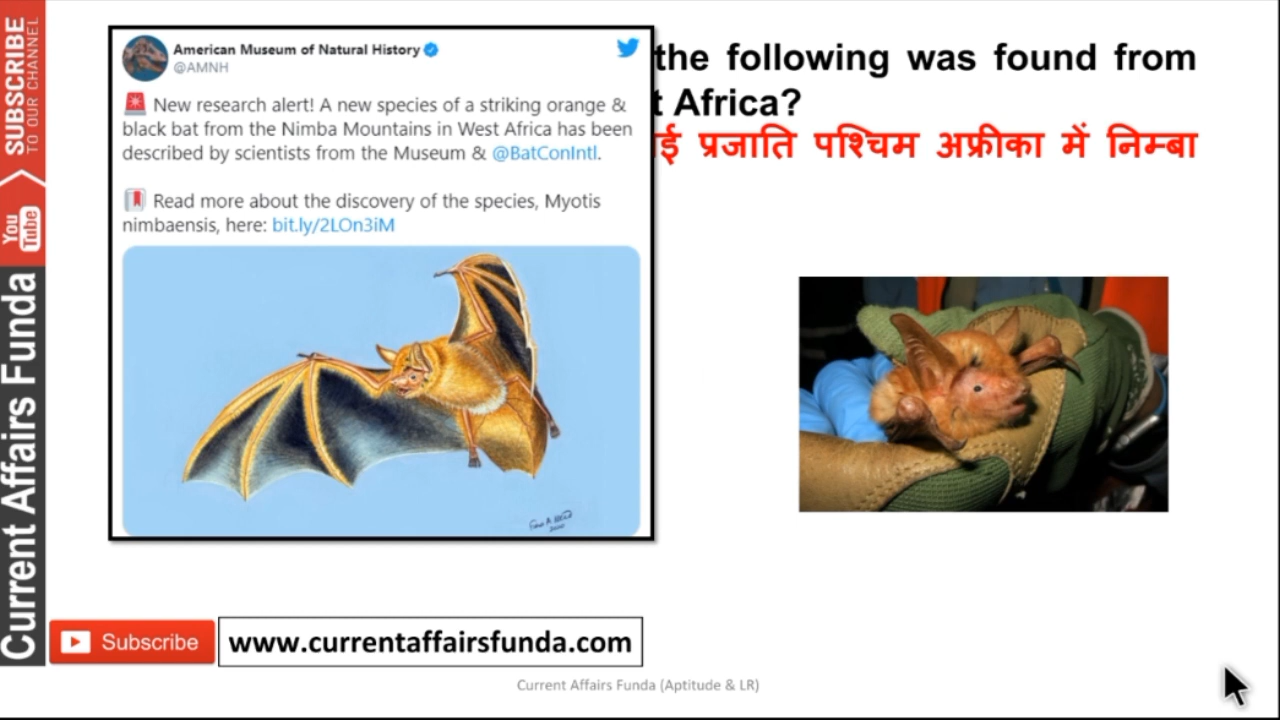 SUBSCRIBE
TO OUR CHANNEL
You
Tube
Current Affairs Funda
American Museum of Natural History
@AMNH
🚨 New research alert! A new species of a striking orange &
black bat from the Nimba Mountains in West Africa has been
described by scientists from the Museum & @BatConIntl.
Read more about the discovery of the species, Myotis
nimbaensis, here: bit.ly/2LOn3iM
the following was found from
t Africa?
ई प्रजाति पश्चिम अफ्रीका में निम्बा
Subscribe
www.currentaffairsfunda.com
Current Affairs Funda (Aptitude & LR)